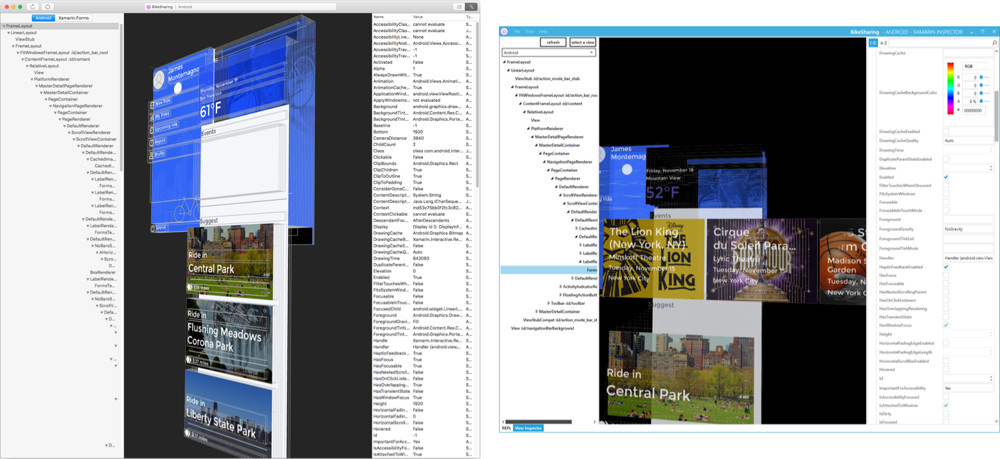 BikeSharing | Android
Android Xamarin.Forms
FrameLayout
LinearLayout
ViewStub
FrameLayout
FitWindowsFrameLayout :id/action_bar_root
ContentFrameLayout :id/content
RelativeLayout
View
PlatformRenderer
MasterDetailPageRenderer
MasterDetailContainer
PageContainer
NavigationPageRenderer
PageContainer
PageRenderer
DefaultRenderer
ScrollViewRenderer
ScrollViewContainer
DefaultRenderer
DefaultRende...
CachedIma...
CachedI...
DefaultRen...
LabelRen...
Forms...
LabelRen...
Forms...
LabelRen...
Forms...
DefaultRende...
LabelRende...
FormsTe...
DefaultRen...
NoBarsS...
AHoriz...
Scro...
D...
BoxRenderer
LabelRende...
FormsTe...
DefaultRen...
NoBarsS...
ScrollV...
Defa...
D...
D...
James
Montemagno
Thursday, November 17
San Francisco
61°F
New Ride
My Rides
Upcoming ride
Report
Profile
Logout
Events
Suggest
Ride in
Central Park
Ride in
Flushing Meadows
Corona Park
1.37 miles
Ride in
Liberty State Park
1.17 miles
Name Value Ty...
AccessibilityClas... cannot evaluate S...
AccessibilityClas... cannot evaluate J...
AccessibilityLive... None A...
AccessibilityNod... Android.Views.Accessi... A...
AccessibilityTrav... -1 S...
AccessibilityTrav... -1 S...
Activated False S...
Alpha 1 S...
AlwaysDrawnWit... True S...
Animation Android.Views.Animati... A...
AnimationCache... True S...
ApplicationWind... android.view.ViewRootI...
ApplyWindowIns... not evaluated
Background android.graphics.draw...
BackgroundTint... Android.Content.Res.C...
BackgroundTint... Android.Graphics.Porte...
Baseline -1 S...
Bottom 1920 S...
CameraDistance 3840 S...
ChildCount 2 S...
Class class com.android.inter...
Clickable False S...
ClipBounds Android.Graphics.Rect A...
ClipChildren True S...
ClipToOutline True S...
ClipToPadding True S...
ConsiderGoneC... False S...
ContentDescript... System.String S...
ContentDescript... Java.Lang.ICharSeque...
Context md53c75bb0f2fc3c82...
ContextClickable cannot evaluate S...
DescendantFoc... AfterDescendants
Display Display id 0: DisplayInf...
DrawingCache Android.Graphics.Bitmap A...
DrawingCacheB... Xamarin.Interactive.Re...
DrawingCacheE... False S...
DrawingCacheQ... Auto A...
DrawingTime 843083 S...
DuplicateParent... False S...
Elevation 0 S...
Enabled True S...
FilterTouchesWh... False S...
FitsSystemWind... False S...
Focusable False S...
FocusableInTouc... False S...
FocusedChild android.widget.LinearL...
Foreground Android.Graphics.Draw...
ForegroundGravi... Fill
ForegroundTintLi... Android.Content.Res.C...
ForegroundTint... Android.Graphics.Porte...
Handle Xamarin.Interactive.Re...
Handler Handler (android.view...
HapticFeedback... True S...
HasFocus True S...
HasFocusable True S...
HasNestedScroll... False S...
HasOnClickListe... False S...
HasOverlapping... True S...
HasTransientState False S...
HasWindowFocus True S...
Height 1920 S...
HorizontalFadin... False S...
HorizontalFadin... 0 S...
HorizontalScroll... False S...
Hovered False S...
Id -1 S...
ImportantForAcc... Yes A...
IsAccessibilityFo... False S...
IsAttachedToWi... True S...
File Tools Help
BikeSharing - ANDROID - XAMARIN INSPECTOR
refresh select a view
Android
FrameLayout
LinearLayout
ViewStub :id/action_mode_bar_stub
FrameLayout
FitWindowsFrameLayout :id/action_bar_roo
ContentFrameLayout :id/content
RelativeLayout
View
PlatformRenderer
MasterDetailPageRenderer
MasterDetailContainer
PageContainer
NavigationPageRenderer
PageContainer
PageRenderer
DefaultRenderer
ScrollViewRendere
ScrollViewContai
DefaultRender
DefaultRend
CachedIm
DefaultRe
LabelRe
LabelRe
LabelRe
Form
DefaultRend
ActivityIndicatorRe
FloatingActionButt
Toolbar :id/toolbar
MasterDetailContainer
ViewStubCompat :id/action_mode_bar_st
View :id/navigationBarBackground
REPL View Inspector
James
Montemag
Friday, November 18
Mountain View
52°F
ng ride
Events
The Lion King
(New York, NY)
Minskoff Theatre
Tuesday, November 15
New York City
Disney
THE
LION
KING
Cirque
du Soleil Para...
Lyric Theatre
Tuesday, November 15
New York City
BROADWAY
Madison S
Garden
Tuesday, N
New York C
Suggest
Ride in
Central Park
A-Z
DrawingCache
RGB
R 0
G 0
B 0
A 0 %
# 00000000
DrawingCacheBackgroundColor
DrawingCacheEnabled
DrawingCacheQuality Auto
DrawingTime
DuplicateParentStateEnabled
Elevation
Enabled
FilterTouchesWhenObscured
FitsSystemWindows
Focusable
FocusableInTouchMode
Foreground
ForegroundGravity NoGravity
ForegroundTintList
ForegroundTintMode
Handler Handler (android.view.View
HapticFeedbackEnabled
HasFocus
HasFocusable
HasNestedScrollingParent
HasOnClickListeners
HasOverlappingRendering
HasTransientState
HasWindowFocus
Height
HorizontalFadingEdgeEnabled
HorizontalFadingEdgeLength
HorizontalScrollBarEnabled
Hovered
Id
ImportantForAccessibility Yes
IsAccessibilityFocused
IsAttachedToWindow
IsDirty
IsFocused